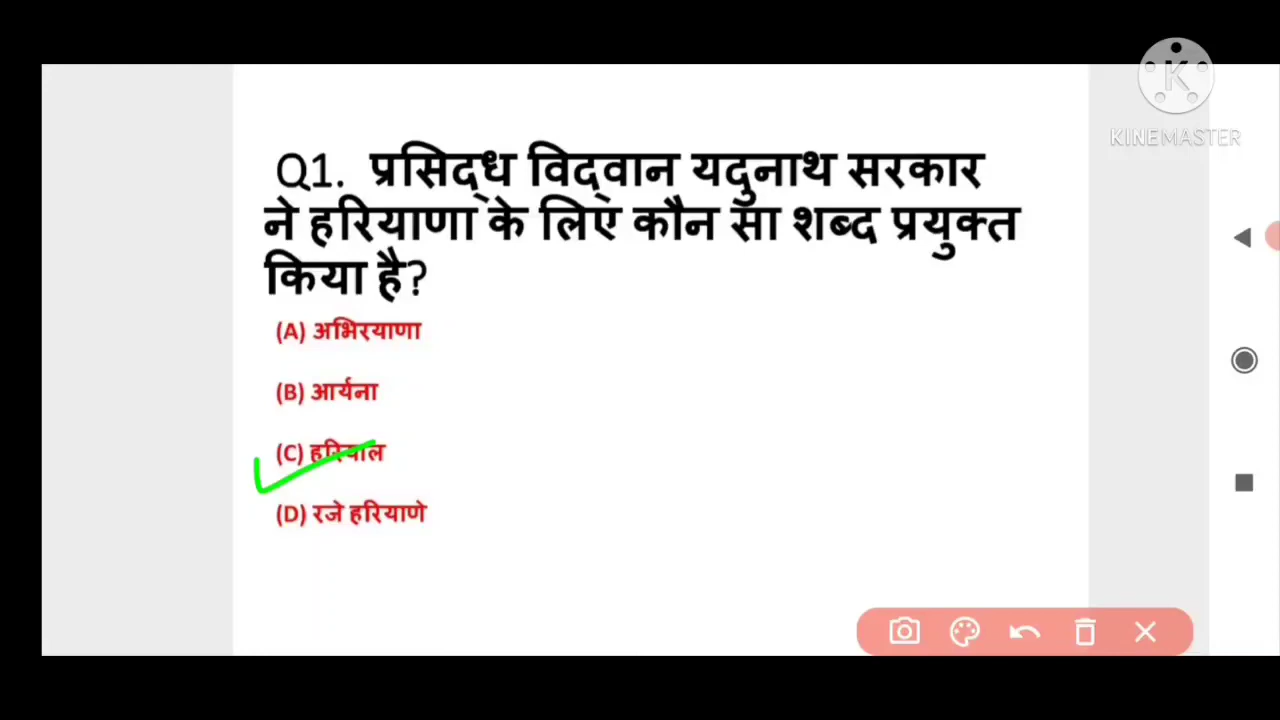 KINEMASTER
Q1. प्रसिद्ध विद्वान यदुनाथ सरकार
ने हरियाणा के लिए कौन सा शब्द प्रयुक्त
किया है?
(A) अभिरयाणा
(B) आर्यना
(C) हरियाल
(D) रजे हरियाणे